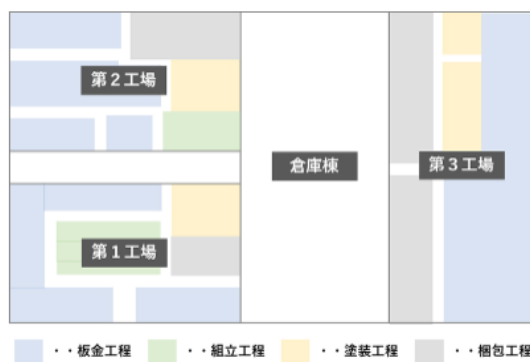 第2工場
倉庫棟
第3工場
第1工場
・・板金工程
・・組立工程
・・塗装工程
・・梱包工程